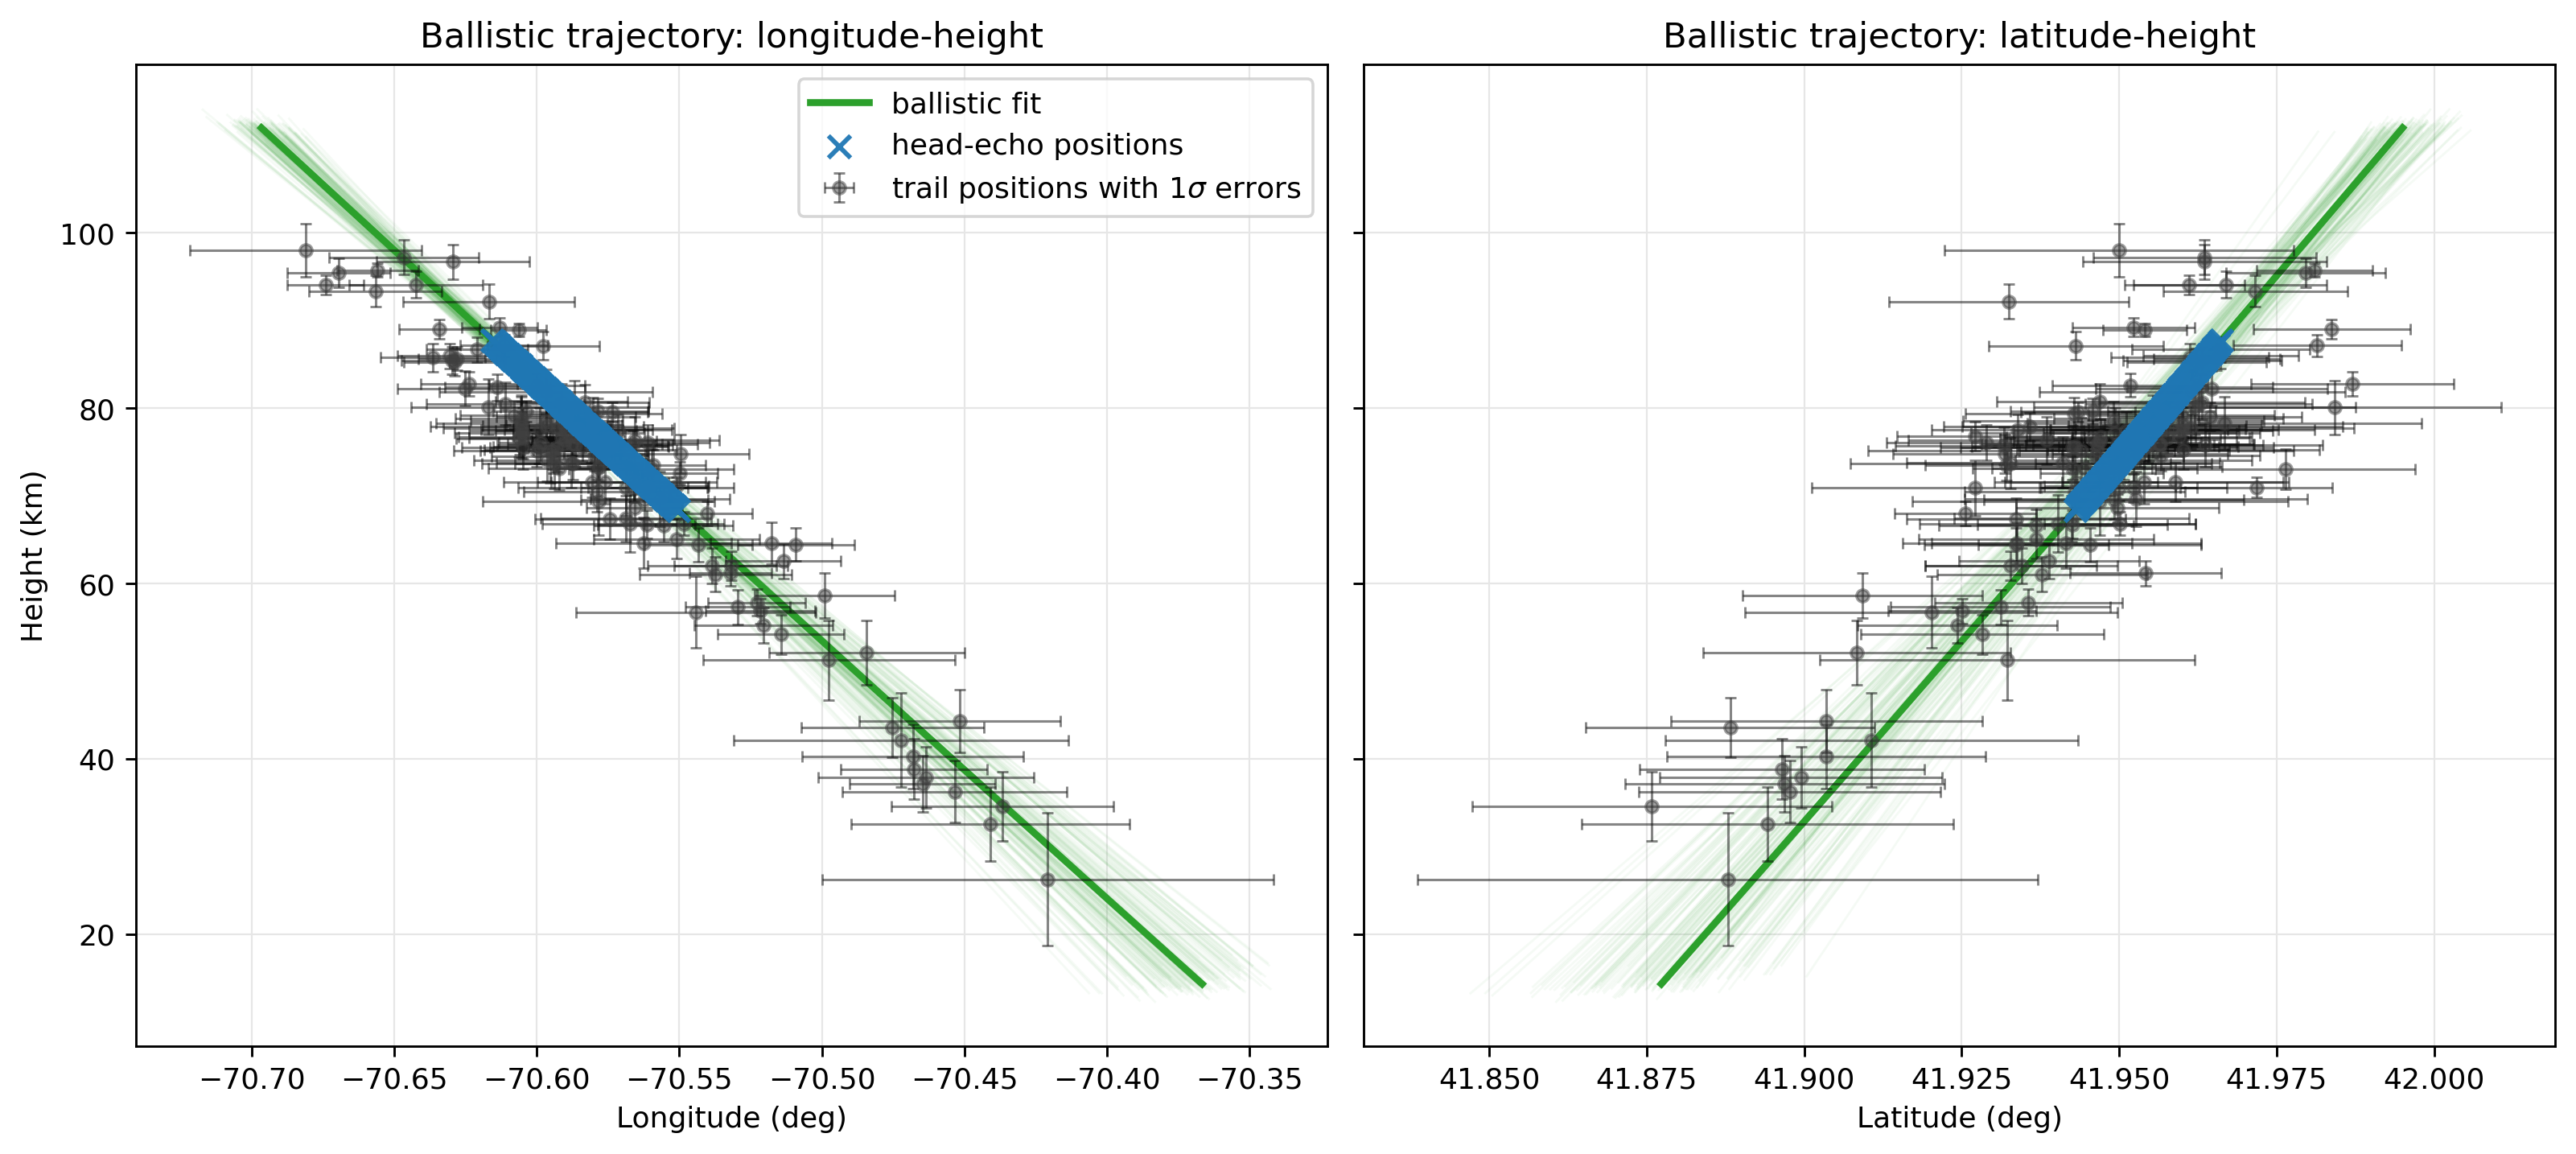 Ballistic trajectory: longitude-height
ballistic fit
head-echo positions
trail positions with 1σ errors
Height (km)
100
80
60
40
20
−70.70 −70.65 −70.60 −70.55 −70.50 −70.45 −70.40 −70.35
Longitude (deg)
Ballistic trajectory: latitude-height
41.850 41.875 41.900 41.925 41.950 41.975 42.000
Latitude (deg)